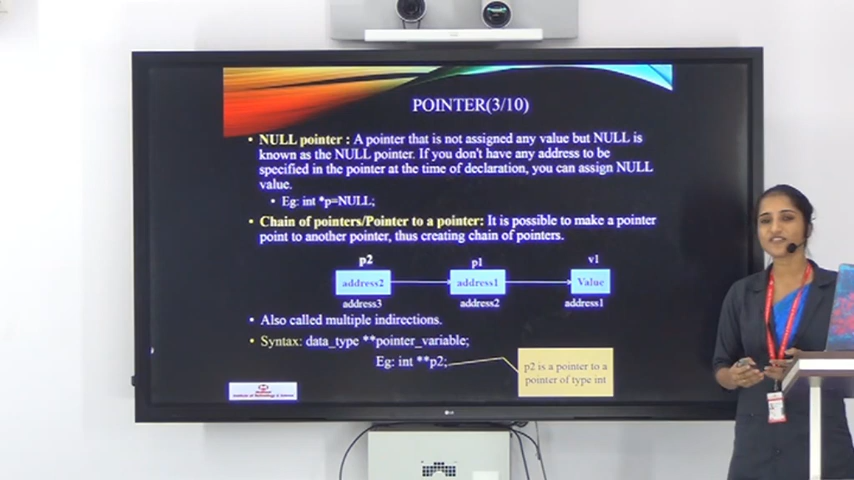 POINTER(3/10)
• NULL pointer : A pointer that is not assigned any value but NULL is
known as the NULL pointer. If you don't have any address to be
specified in the pointer at the time of declaration, you can assign NULL
value.
• Eg: int *p=NULL;
• Chain of pointers/Pointer to a pointer: It is possible to make a pointer
point to another pointer, thus creating chain of pointers.
p2 p1 v1
address2 address1 Value
address3 address2 address1
• Also called multiple indirections.
• Syntax: data_type **pointer_variable;
Eg: int **p2;
p2 is a pointer to a
pointer of type int
Institute of Technology & Science
LG